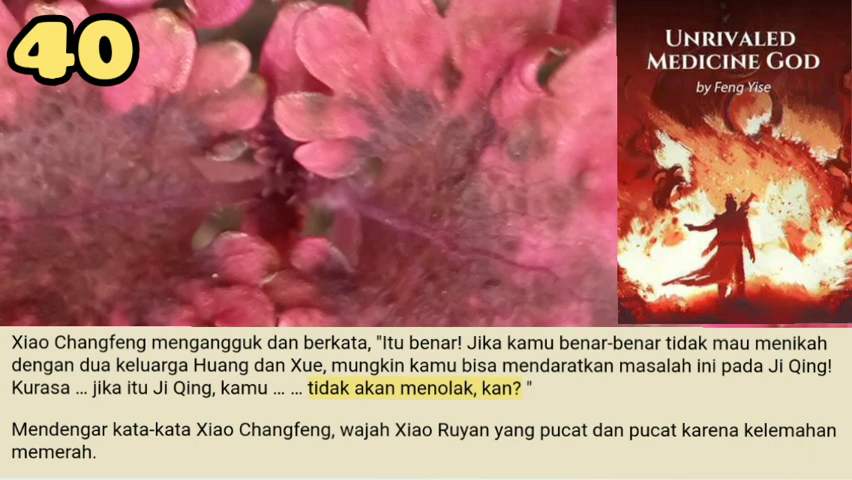 40
UNRIVALED
MEDICINE GOD
by Feng Yise
Xiao Changfeng mengangguk dan berkata, "Itu benar! Jika kamu benar-benar tidak mau menikah
dengan dua keluarga Huang dan Xue, mungkin kamu bisa mendaratkan masalah ini pada Ji Qing!
Kurasa ... jika itu Ji Qing, kamu ... ... tidak akan menolak, kan? "
Mendengar kata-kata Xiao Changfeng, wajah Xiao Ruyan yang pucat dan pucat karena kelemahan
memerah.